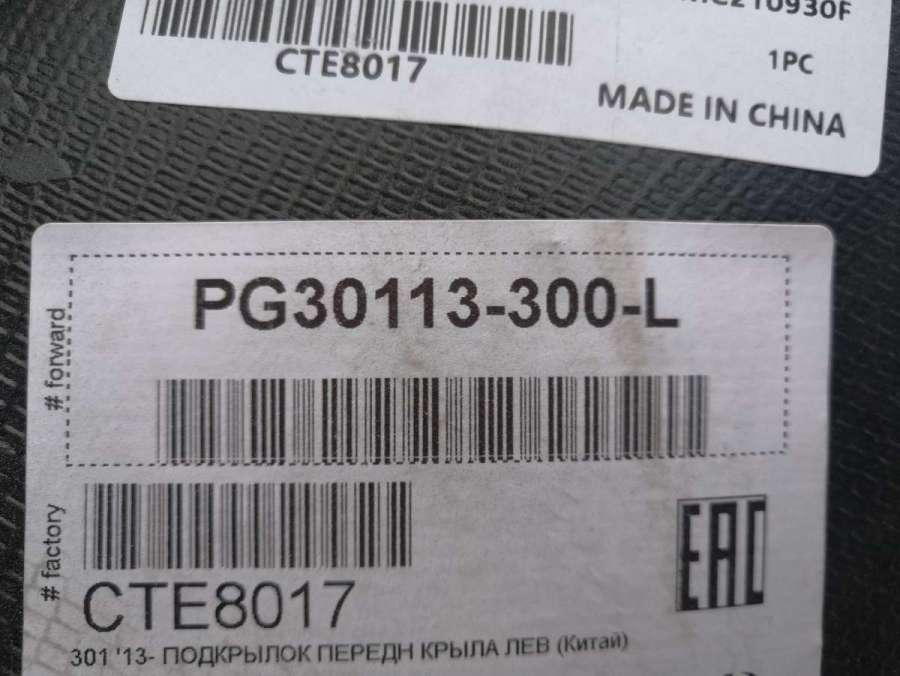 CTE8017
1PC
MADE IN CHINA
PG30113-300-L
# forward
# factory
CTE8017
EAC
301 '13- ПОДКРЫЛОК ПЕРЕДН КРЫЛА ЛЕВ (Китай)